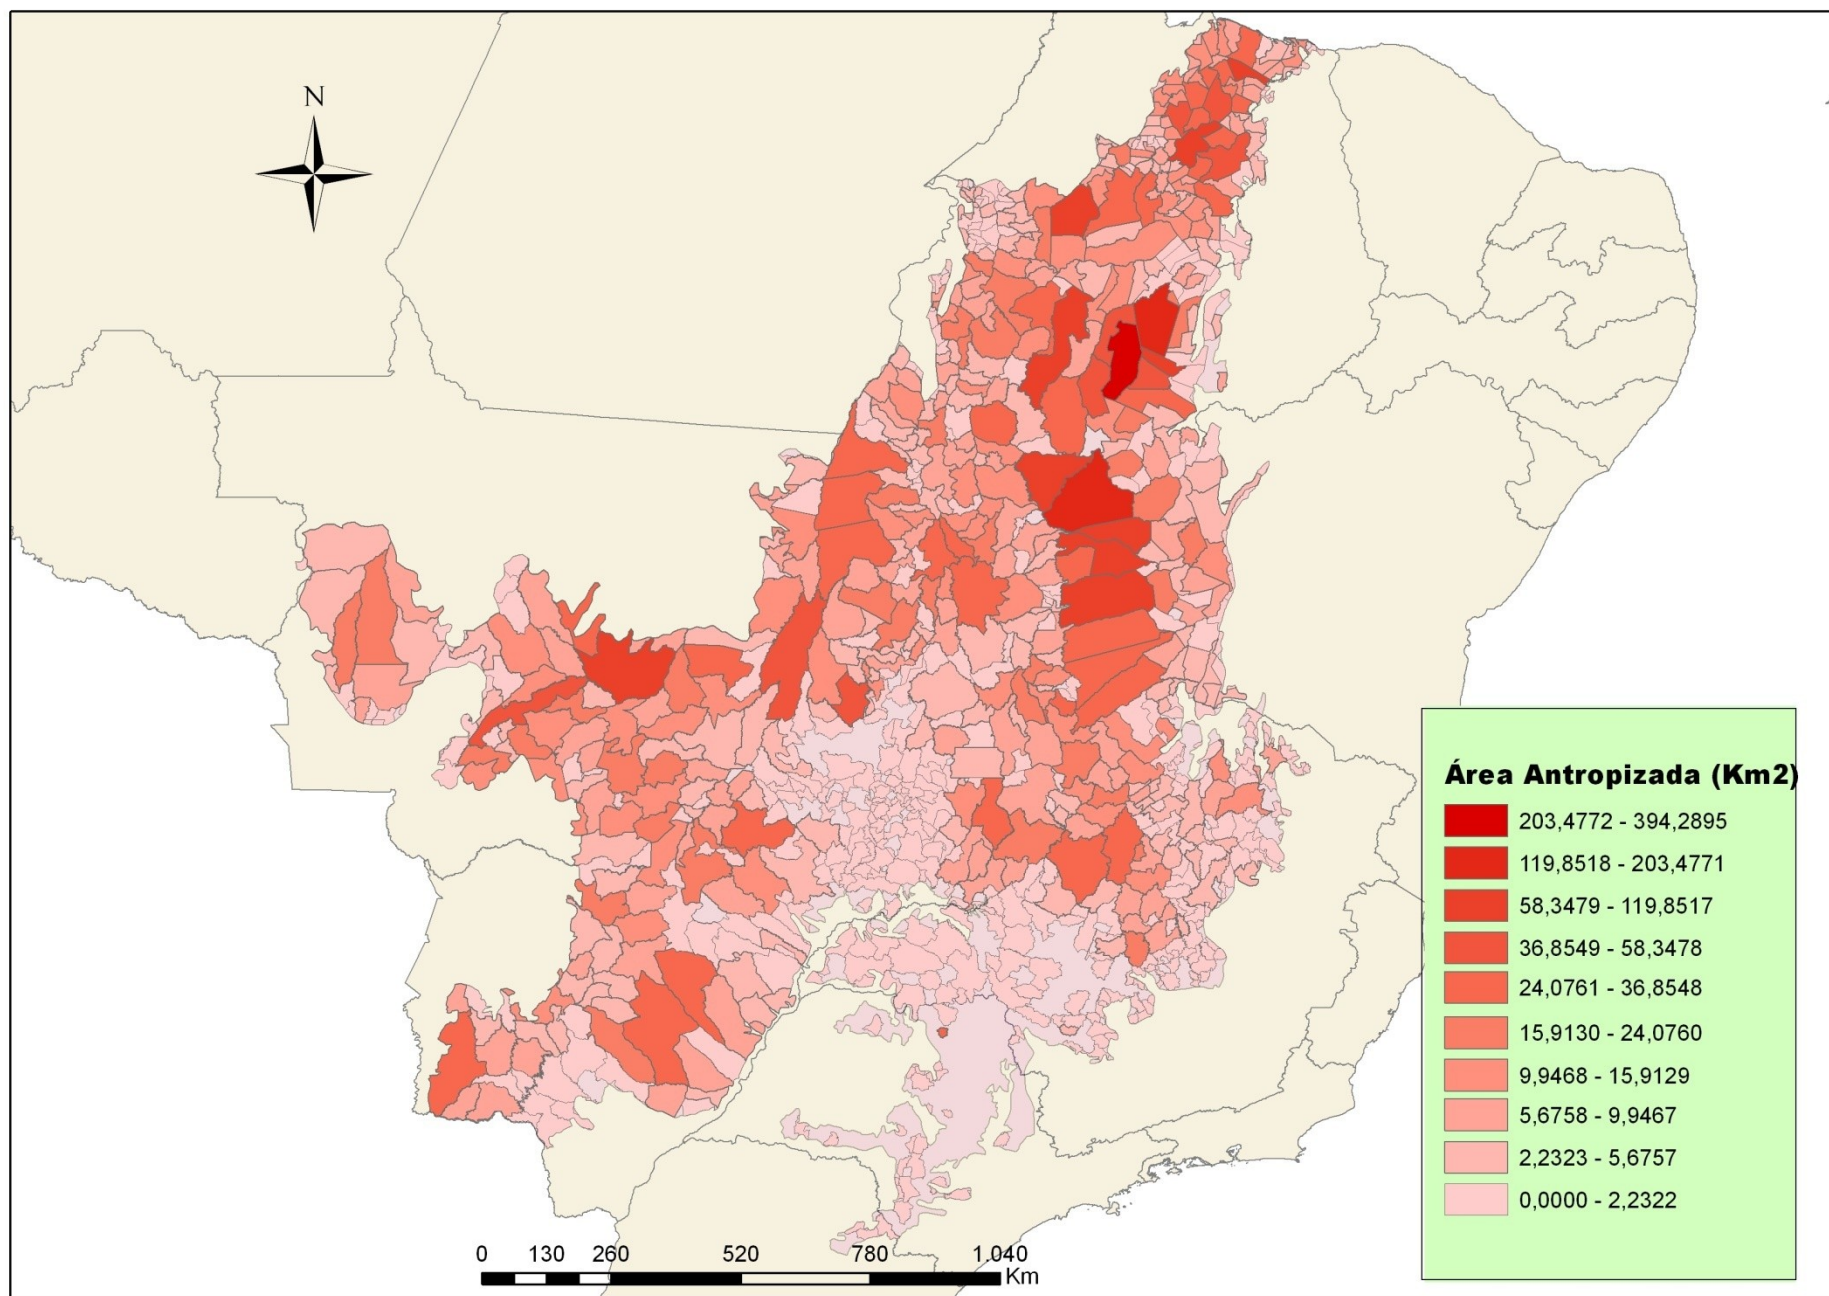 N
Área Antropizada (Km2)
203,4772 - 394,2895
119,8518 - 203,4771
58,3479 - 119,8517
36,8549 - 58,3478
24,0761 - 36,8548
15,9130 - 24,0760
9,9468 - 15,9129
5,6758 - 9,9467
2,2323 - 5,6757
0,0000 - 2,2322
0 130 260 520 780 1.040
Km